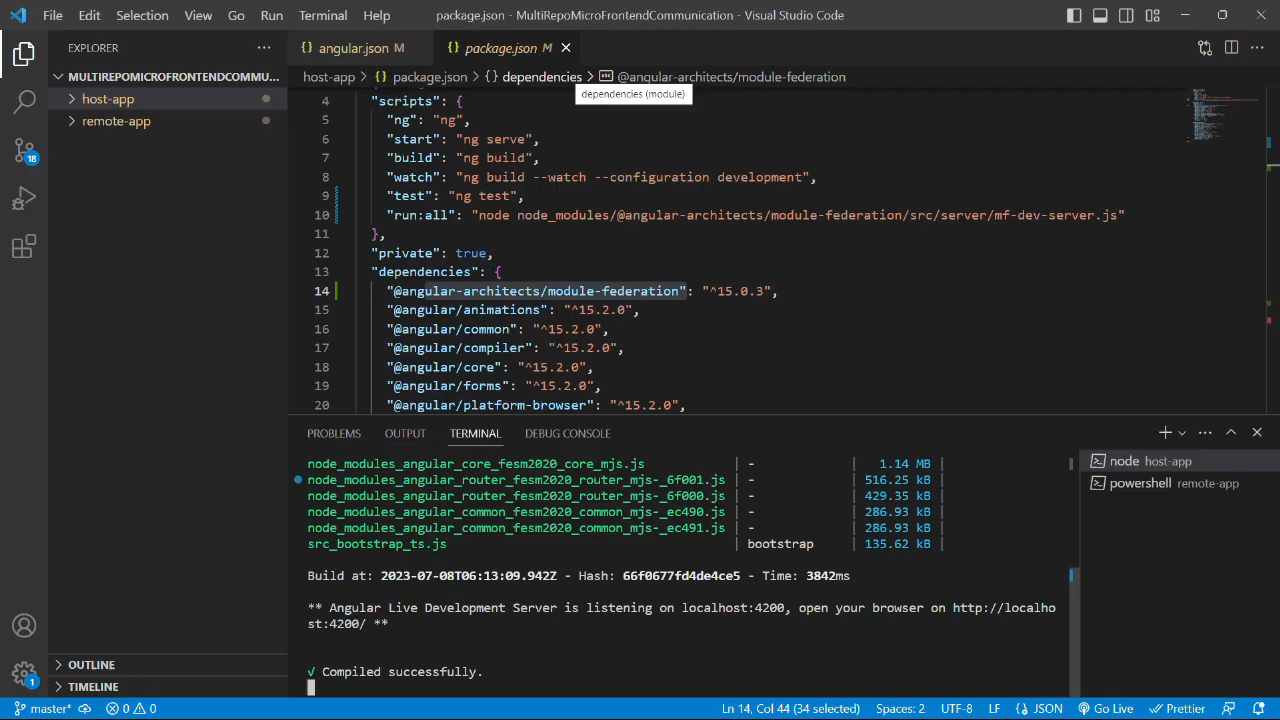 File Edit Selection View Go Run Terminal Help package.json - MultiRepoMicroFrontendCommunication - Visual Studio Code
EXPLORER
angular.json M
package.json M
MULTIREPOMICROFRONTENDCOMMU...
host-app > package.json > dependencies > @angular-architects/module-federation
host-app
dependencies (module)
remote-app
4 "scripts": {
5 "ng": "ng",
6 "start": "ng serve",
7 "build": "ng build",
8 "watch": "ng build --watch --configuration development",
9 "test": "ng test",
10 "run:all": "node node_modules/@angular-architects/module-federation/src/server/mf-dev-server.js"
11 },
12 "private": true,
13 "dependencies": {
14 "@angular-architects/module-federation": "^15.0.3",
15 "@angular/animations": "^15.2.0",
16 "@angular/common": "^15.2.0",
17 "@angular/compiler": "^15.2.0",
18 "@angular/core": "^15.2.0",
19 "@angular/forms": "^15.2.0",
20 "@angular/platform-browser": "^15.2.0",
18
PROBLEMS OUTPUT TERMINAL DEBUG CONSOLE
node_modules_angular_core_fesm2020_core_mjs.js | - | 1.14 MB |
node_modules_angular_router_fesm2020_router_mjs-_6f001.js | - | 516.25 kB |
node_modules_angular_router_fesm2020_router_mjs-_6f000.js | - | 429.35 kB |
node_modules_angular_common_fesm2020_common_mjs-_ec490.js | - | 286.93 kB |
node_modules_angular_common_fesm2020_common_mjs-_ec491.js | - | 286.93 kB |
src_bootstrap_ts.js | bootstrap | 135.62 kB |
Build at: 2023-07-08T06:13:09.942Z - Hash: 66f0677fd4de4ce5 - Time: 3842ms
** Angular Live Development Server is listening on localhost:4200, open your browser on http://localho
st:4200/ **
√ Compiled successfully.
node host-app
powershell remote-app
OUTLINE
TIMELINE
1
master* 0 0 Ln 14, Col 44 (34 selected) Spaces: 2 UTF-8 LF {} JSON Go Live Prettier